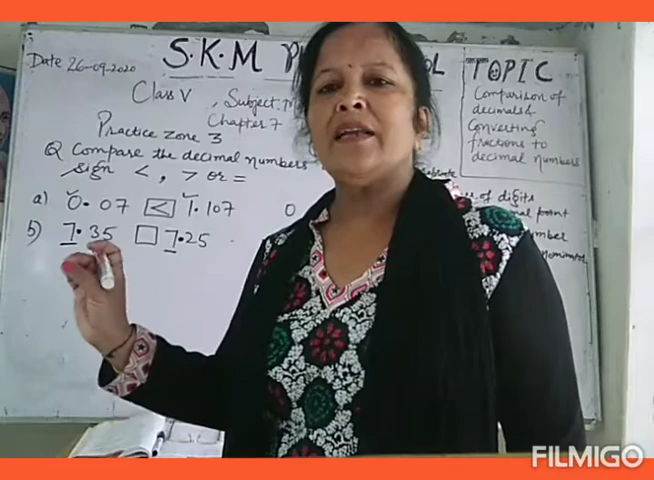 Date 26-09-2020
S.K.M P
OL
TOPIC
Comparison of
decimals &
Converting
fractions to
decimal numbers
Class V , Subject: M
Chapter 7
Practice zone 3
Q Compare the decimal numbers
sign < , > or =
a) 0.07 < 1.107
0
of digits
point
b) 7.35 □ 7.25
FILMIGO